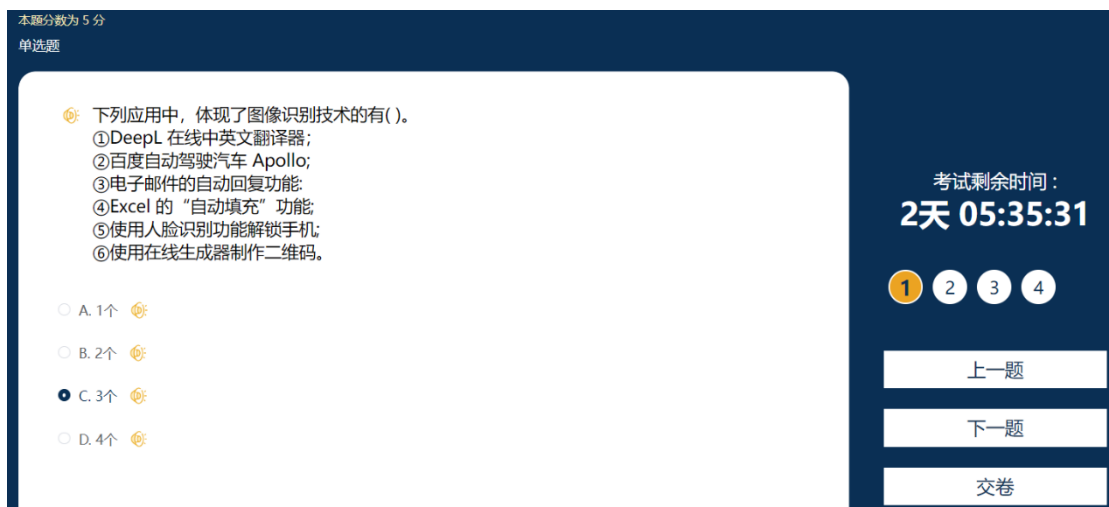 本题分数为 5 分
单选题
下列应用中，体现了图像识别技术的有( )。
①DeepL 在线中英文翻译器；
②百度自动驾驶汽车 Apollo;
③电子邮件的自动回复功能:
④Excel 的“自动填充”功能;
⑤使用人脸识别功能解锁手机;
⑥使用在线生成器制作二维码。
A. 1个
B. 2个
C. 3个
D. 4个
考试剩余时间：
2天 05:35:31
1 2 3 4
上一题
下一题
交卷